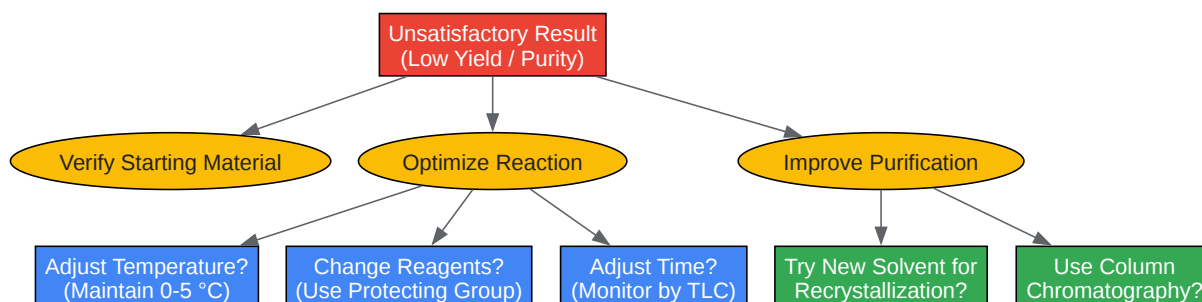 Unsatisfactory Result
(Low Yield / Purity)
Verify Starting Material
Optimize Reaction
Improve Purification
Adjust Temperature?
(Maintain 0-5 °C)
Change Reagents?
(Use Protecting Group)
Adjust Time?
(Monitor by TLC)
Try New Solvent for
Recrystallization?
Use Column
Chromatography?